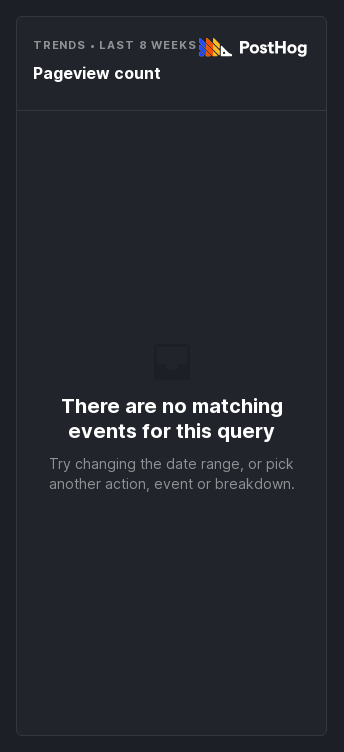 TRENDS • LAST 8 WEEKS
PostHog
Pageview count
There are no matching
events for this query
Try changing the date range, or pick
another action, event or breakdown.